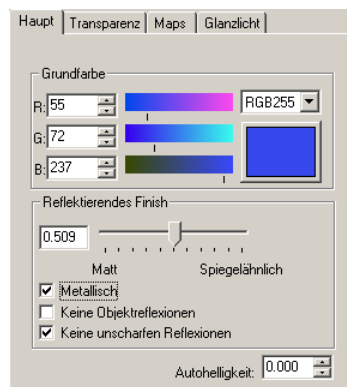 Haupt Transparenz Maps Glanzlicht
Grundfarbe
R: 55 RGB255
G: 72
B: 237
Reflektierendes Finish
0.509
Matt Spiegelähnlich
Metallisch
Keine Objektreflexionen
Keine unscharfen Reflexionen
Autohelligkeit: 0.000